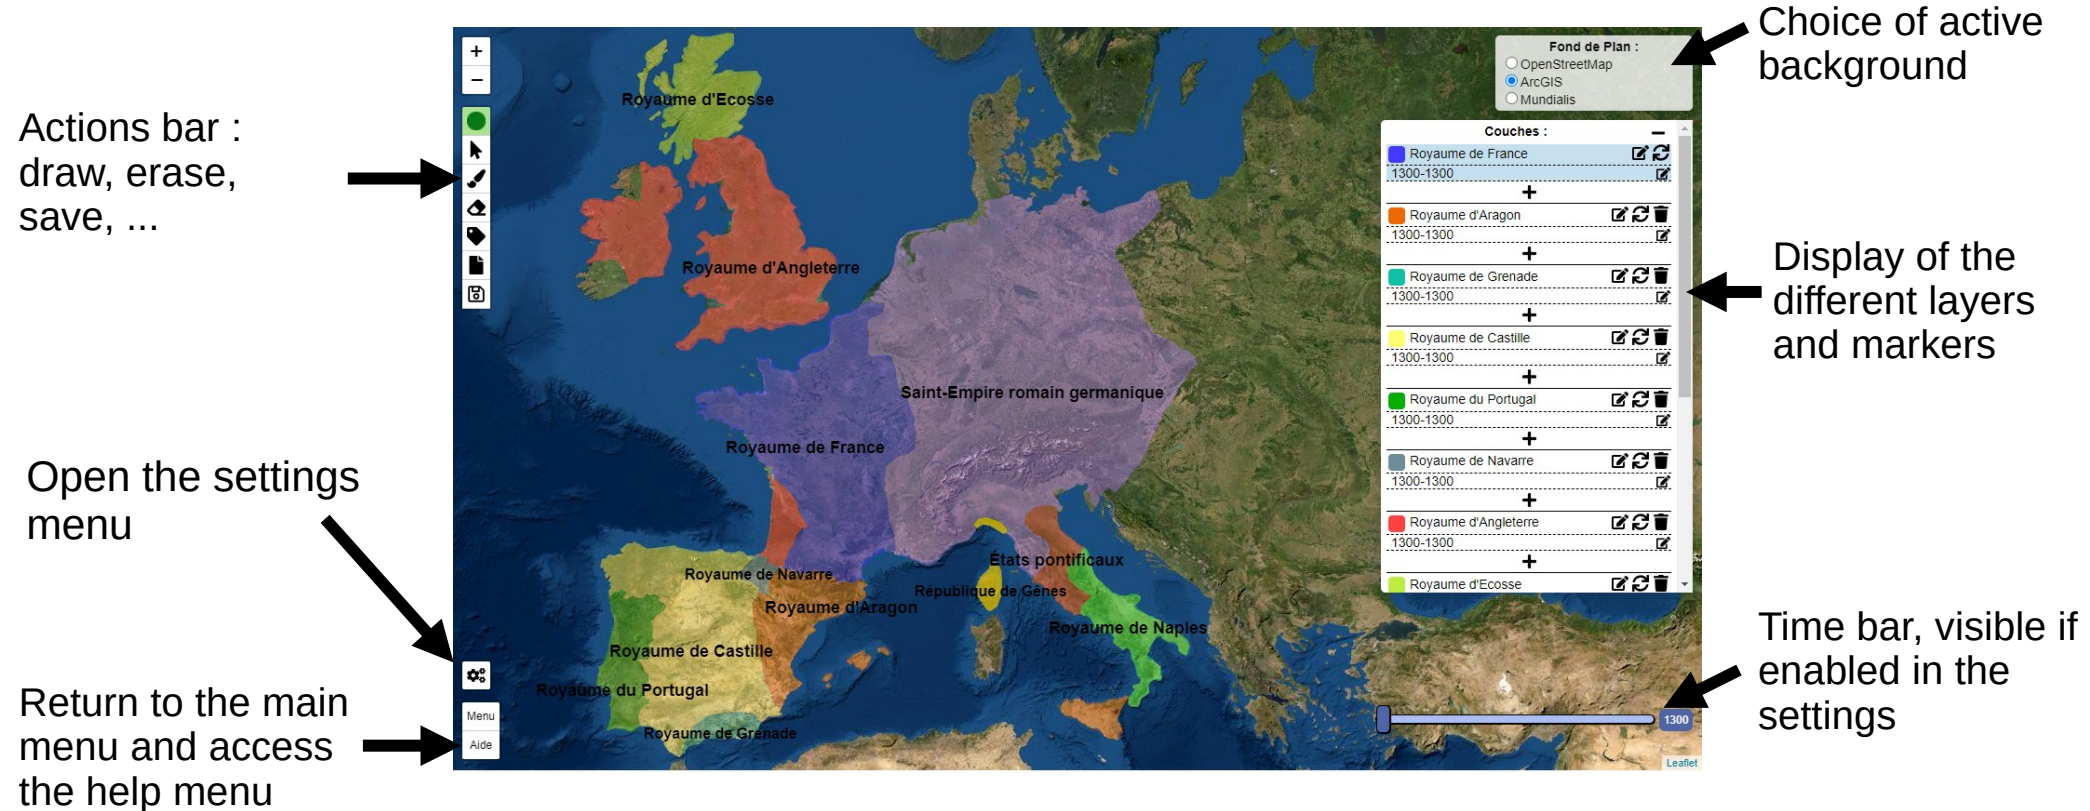 Choice of active
background
Actions bar :
draw, erase,
save, ...
Open the settings
menu
Return to the main
menu and access
the help menu
+
−
Menu
Aide
Royaume d'Ecosse
Royaume d'Angleterre
Saint-Empire romain germanique
Royaume de France
États pontificaux
Royaume de Navarre
République de Gênes
Royaume d'Aragon
Royaume de Naples
Royaume de Castille
Royaume du Portugal
Royaume de Grenade
Fond de Plan :
OpenStreetMap
ArcGIS
Mundialis
Couches :
Royaume de France
1300-1300
+
Royaume d'Aragon
1300-1300
+
Royaume de Grenade
1300-1300
+
Royaume de Castille
1300-1300
+
Royaume du Portugal
1300-1300
+
Royaume de Navarre
1300-1300
+
Royaume d'Angleterre
1300-1300
+
Royaume d'Ecosse
1300
Leaflet
Display of the
different layers
and markers
Time bar, visible if
enabled in the
settings